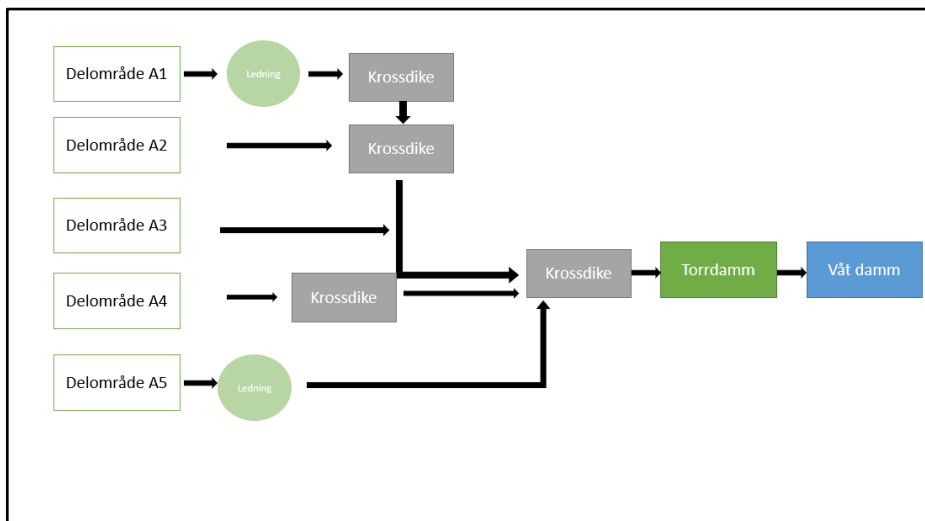 Delområde A1
Ledning
Krossdike
Delområde A2
Krossdike
Delområde A3
Delområde A4
Krossdike
Krossdike
Torrdamm
Våt damm
Delområde A5
Ledning